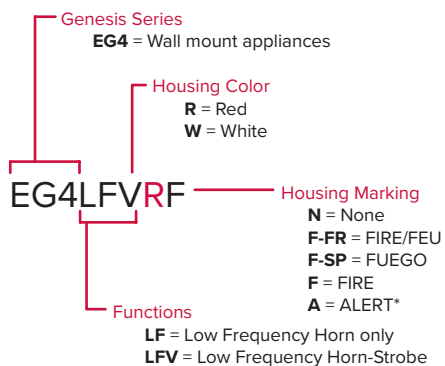 Genesis Series
EG4 = Wall mount appliances
Housing Color
R = Red
W = White
EG4LFVRF
Housing Marking
N = None
F-FR = FIRE/FEU
F-SP = FUEGO
F = FIRE
A = ALERT*
Functions
LF = Low Frequency Horn only
LFV = Low Frequency Horn-Strobe